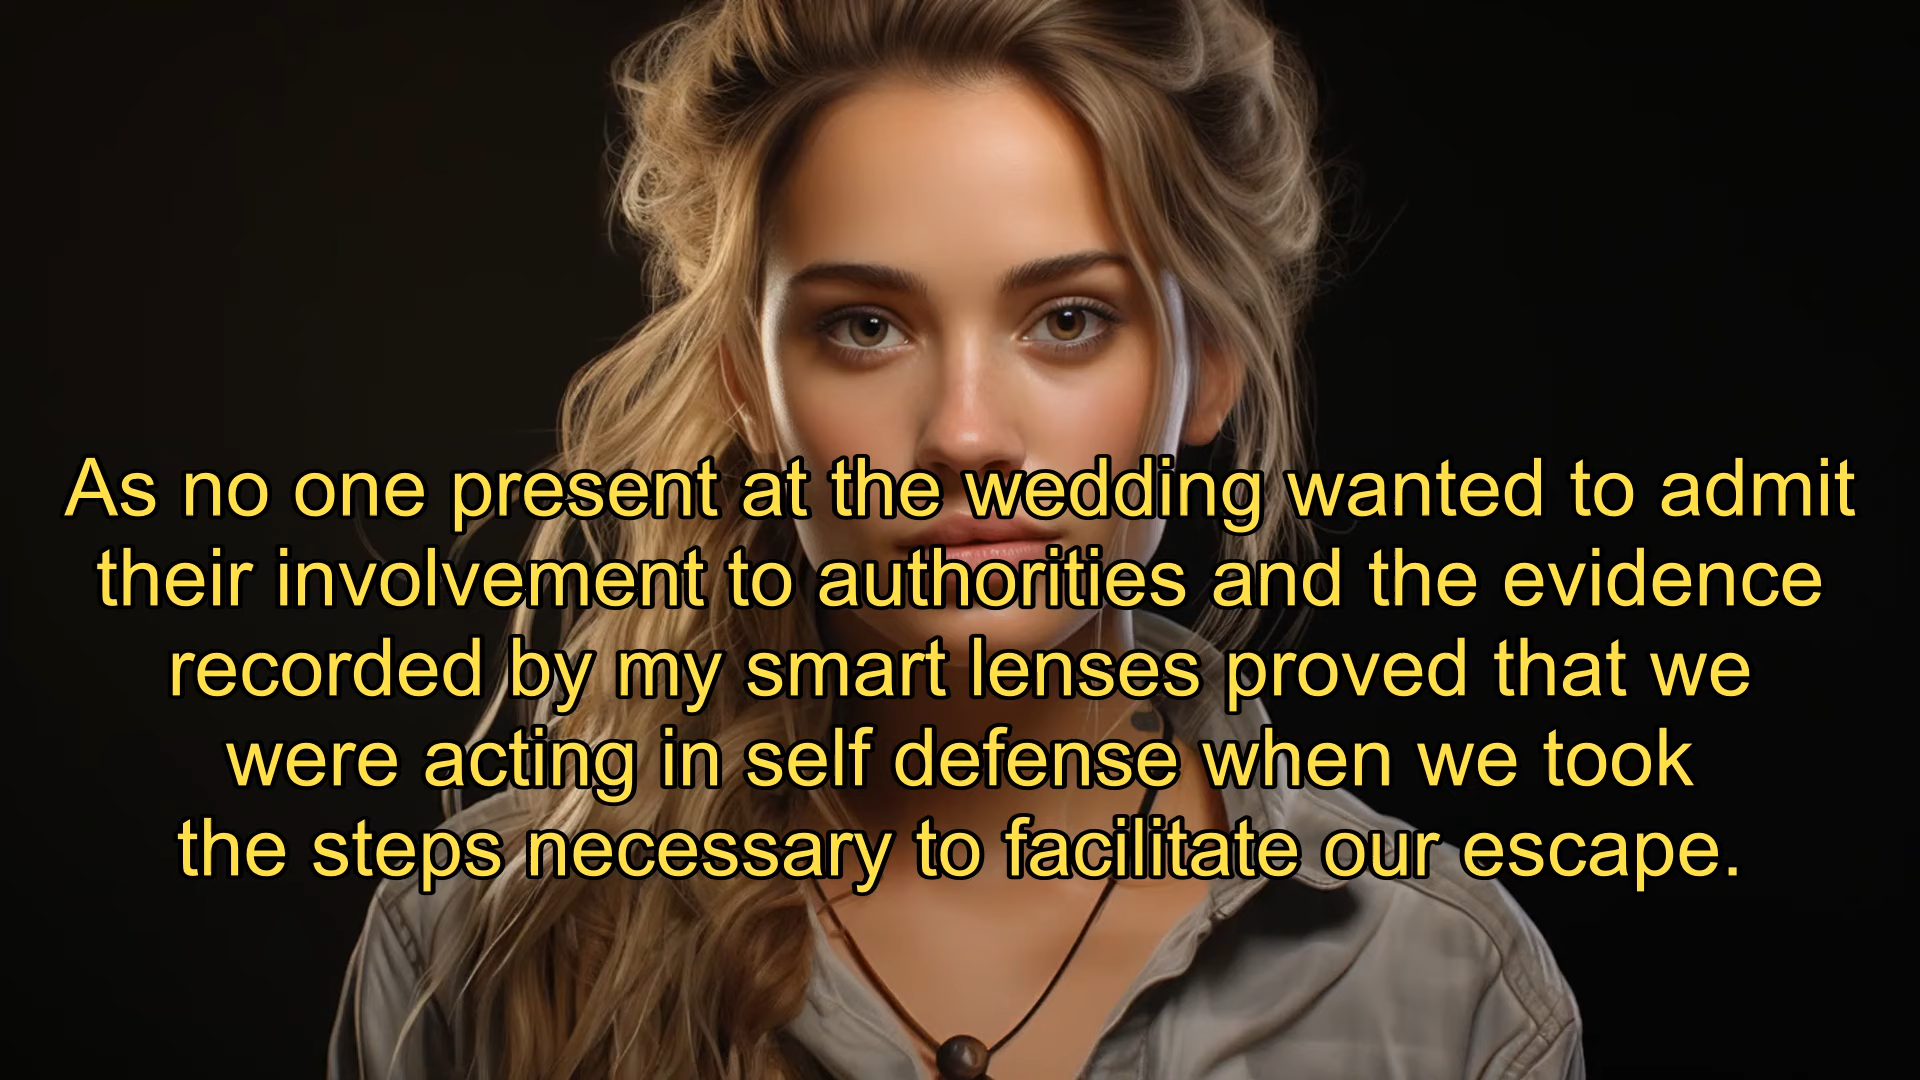 As no one present at the wedding wanted to admit
their involvement to authorities and the evidence
recorded by my smart lenses proved that we
were acting in self defense when we took
the steps necessary to facilitate our escape.